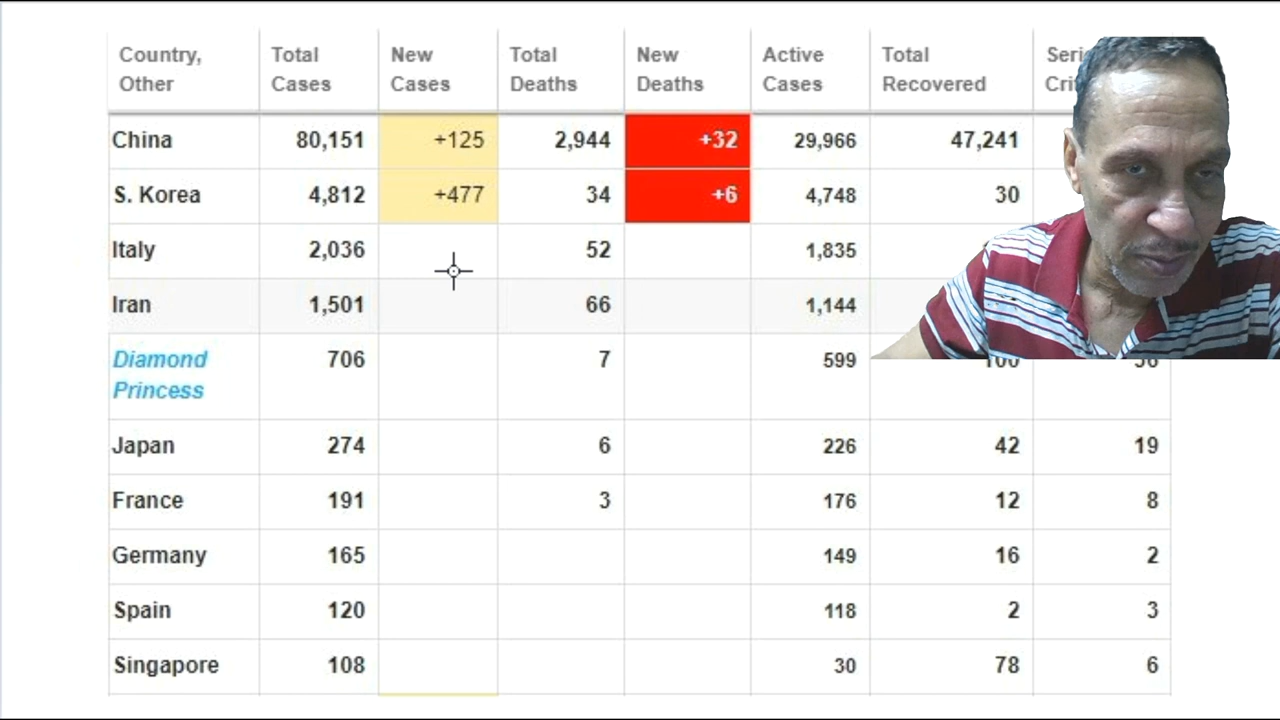 Country, Other Total Cases New Cases Total Deaths New Deaths Active Cases Total Recovered
China 80,151 +125 2,944 +32 29,966 47,241
S. Korea 4,812 +477 34 +6 4,748 30
Italy 2,036 52 1,835
Iran 1,501 66 1,144
Diamond Princess 706 7 599
Japan 274 6 226 42 19
France 191 3 176 12 8
Germany 165 149 16 2
Spain 120 118 2 3
Singapore 108 30 78 6